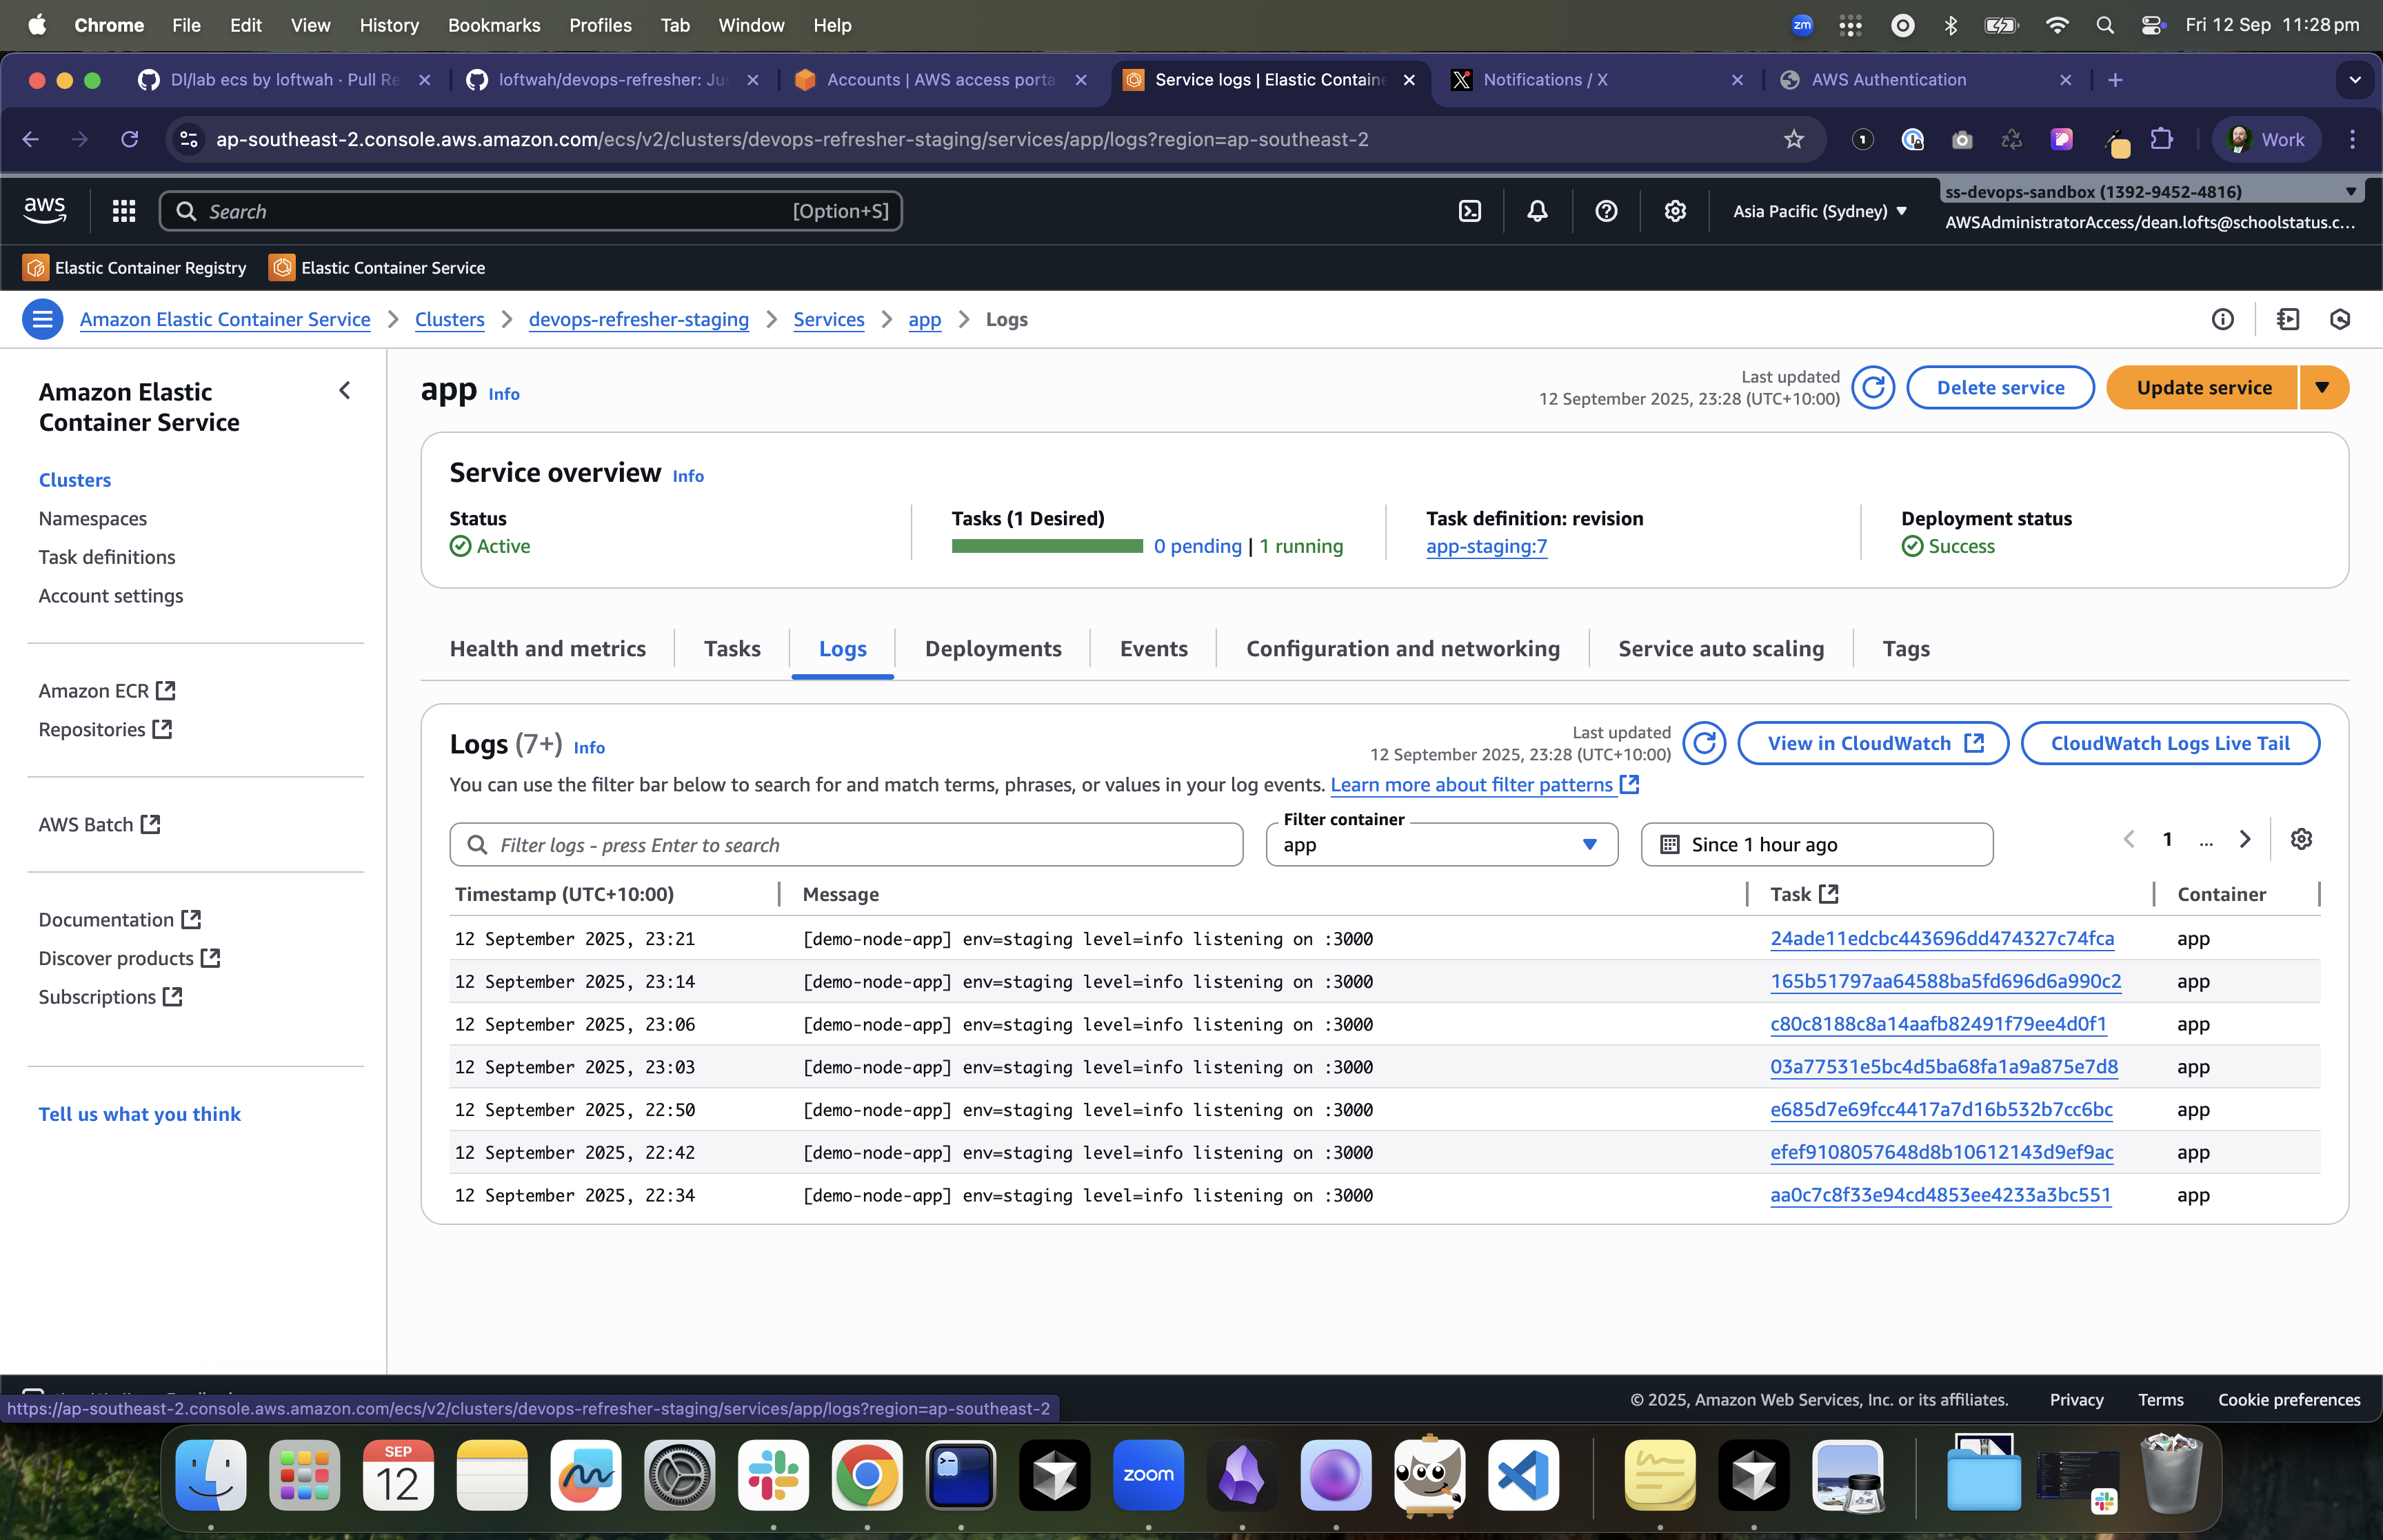 Chrome File Edit View History Bookmarks Profiles Tab Window Help
zm
Fri 12 Sep 11:28 pm
Dl/lab ecs by loftwah · Pull Re
loftwah/devops-refresher: Jus
Accounts | AWS access porta
Service logs | Elastic Containe
Notifications / X
AWS Authentication
ap-southeast-2.console.aws.amazon.com/ecs/v2/clusters/devops-refresher-staging/services/app/logs?region=ap-southeast-2
Work
aws
Search [Option+S]
Asia Pacific (Sydney)
ss-devops-sandbox (1392-9452-4816)
AWSAdministratorAccess/dean.lofts@schoolstatus.c...
Elastic Container Registry
Elastic Container Service
Amazon Elastic Container Service > Clusters > devops-refresher-staging > Services > app > Logs
Amazon Elastic
Container Service
Clusters
Namespaces
Task definitions
Account settings
Amazon ECR
Repositories
AWS Batch
Documentation
Discover products
Subscriptions
Tell us what you think
app Info
Last updated
12 September 2025, 23:28 (UTC+10:00)
Delete service
Update service
Service overview Info
Status
Active
Tasks (1 Desired)
0 pending | 1 running
Task definition: revision
app-staging:7
Deployment status
Success
Health and metrics
Tasks
Logs
Deployments
Events
Configuration and networking
Service auto scaling
Tags
Logs (7+) Info
Last updated
12 September 2025, 23:28 (UTC+10:00)
View in CloudWatch
CloudWatch Logs Live Tail
You can use the filter bar below to search for and match terms, phrases, or values in your log events. Learn more about filter patterns
Filter logs - press Enter to search
Filter container
app
Since 1 hour ago
1 ...
Timestamp (UTC+10:00) Message Task Container
12 September 2025, 23:21 [demo-node-app] env=staging level=info listening on :3000 24ade11edcbc443696dd474327c74fca app
12 September 2025, 23:14 [demo-node-app] env=staging level=info listening on :3000 165b51797aa64588ba5fd696d6a990c2 app
12 September 2025, 23:06 [demo-node-app] env=staging level=info listening on :3000 c80c8188c8a14aafb82491f79ee4d0f1 app
12 September 2025, 23:03 [demo-node-app] env=staging level=info listening on :3000 03a77531e5bc4d5ba68fa1a9a875e7d8 app
12 September 2025, 22:50 [demo-node-app] env=staging level=info listening on :3000 e685d7e69fcc4417a7d16b532b7cc6bc app
12 September 2025, 22:42 [demo-node-app] env=staging level=info listening on :3000 efef9108057648d8b10612143d9ef9ac app
12 September 2025, 22:34 [demo-node-app] env=staging level=info listening on :3000 aa0c7c8f33e94cd4853ee4233a3bc551 app
© 2025, Amazon Web Services, Inc. or its affiliates. Privacy Terms Cookie preferences
https://ap-southeast-2.console.aws.amazon.com/ecs/v2/clusters/devops-refresher-staging/services/app/logs?region=ap-southeast-2
SEP
12
zoom